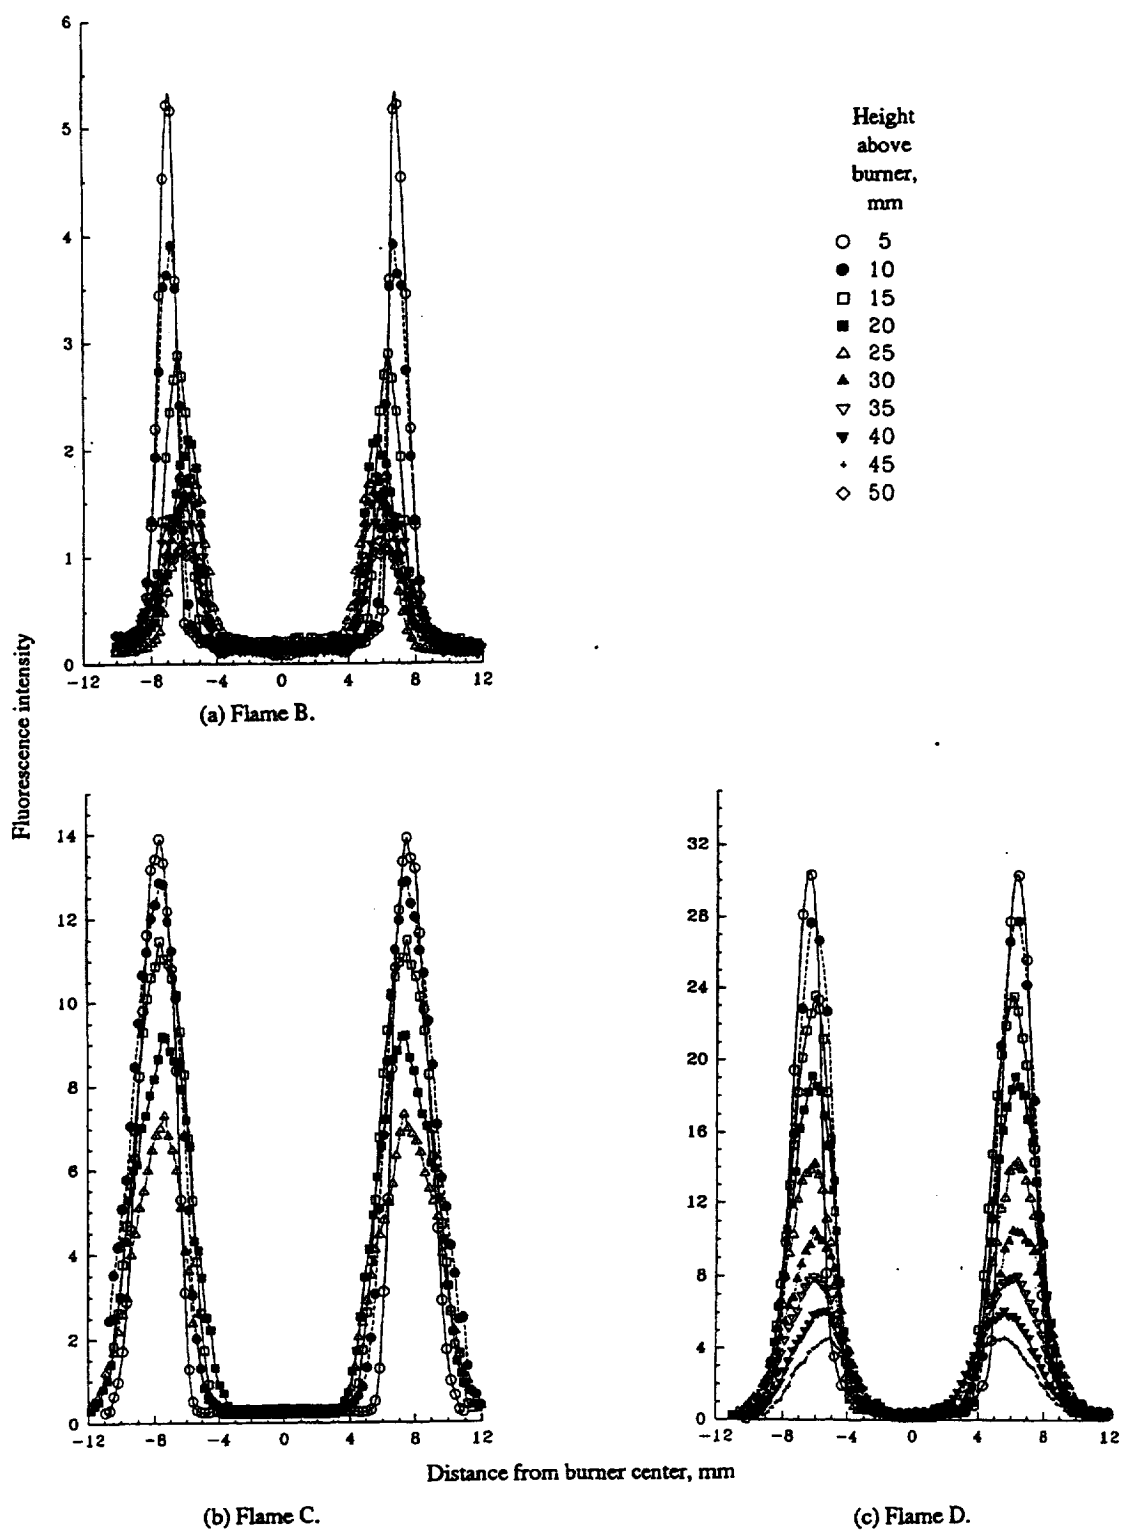 6
5
4
3
2
1
0
-12 -8 -4 0 4 8 12
(a) Flame B.
Height
above
burner,
mm
5
10
15
20
25
30
35
40
45
50
Fluorescence intensity
14
12
10
8
6
4
2
0
-12 -8 -4 0 4 8 12
32
28
24
20
16
12
8
4
0
-12 -8 -4 0 4 8 12
Distance from burner center, mm
(b) Flame C.
(c) Flame D.